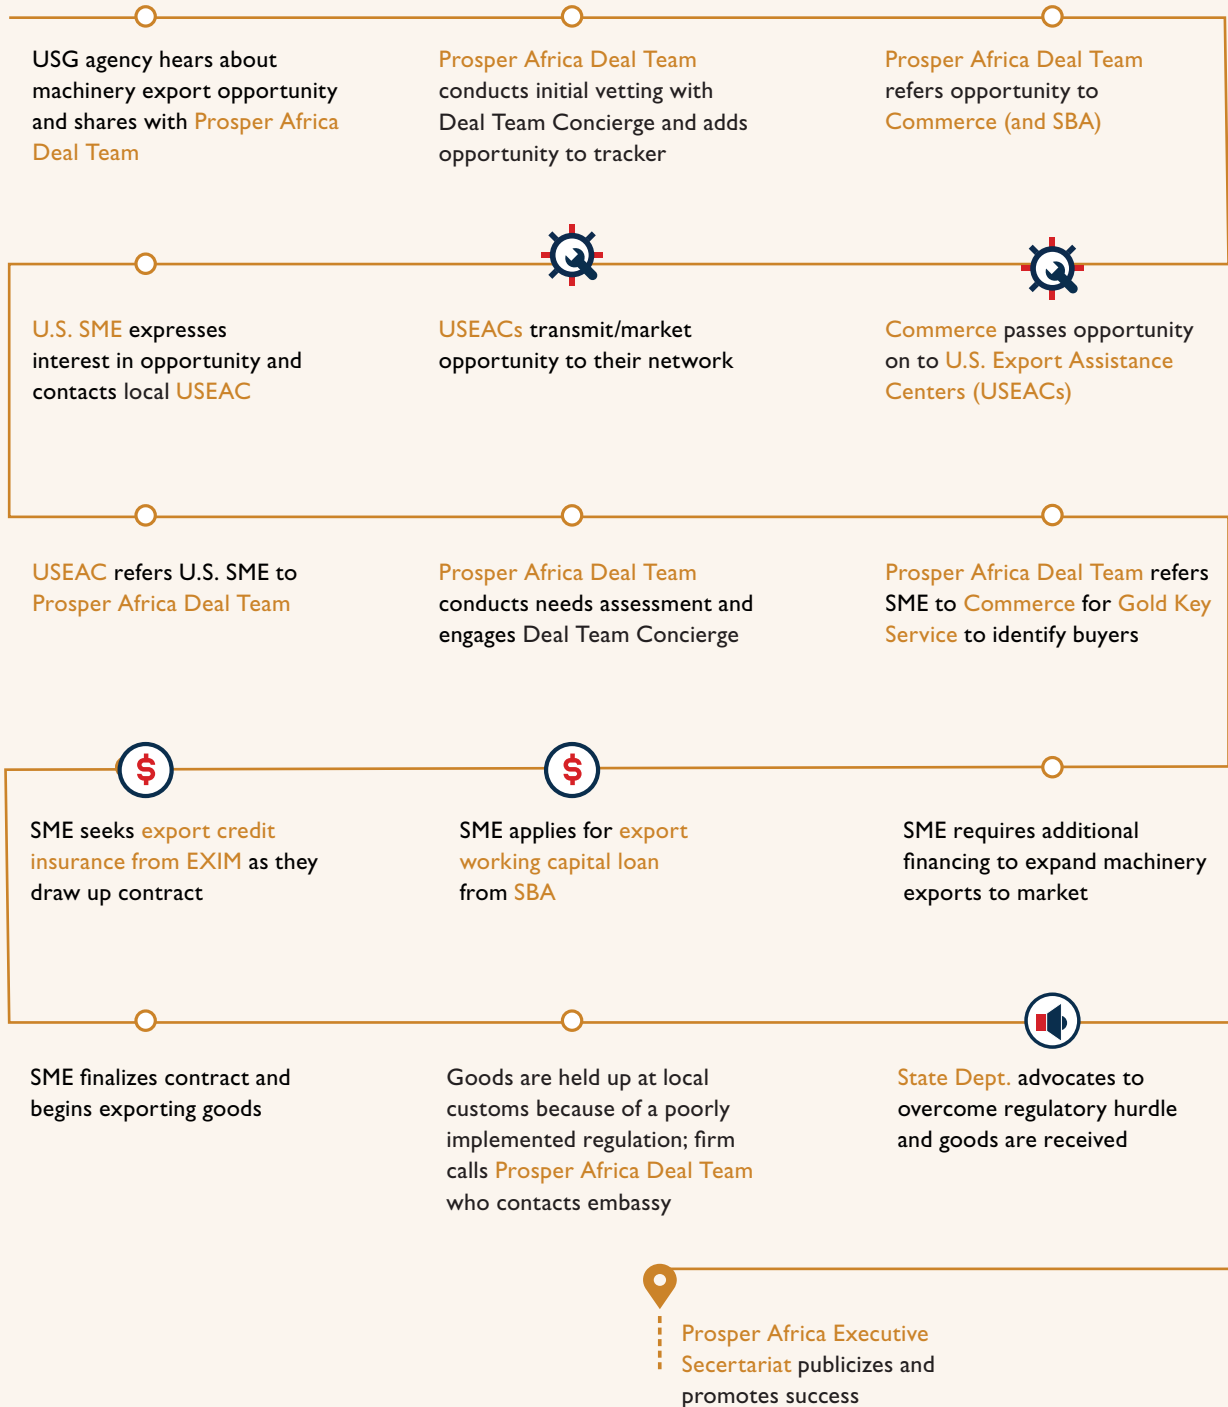 USG agency hears about
machinery export opportunity
and shares with Prosper Africa
Deal Team
Prosper Africa Deal Team
conducts initial vetting with
Deal Team Concierge and adds
opportunity to tracker
Prosper Africa Deal Team
refers opportunity to
Commerce (and SBA)
Commerce passes opportunity
on to U.S. Export Assistance
Centers (USEACs)
USEACs transmit/market
opportunity to their network
U.S. SME expresses
interest in opportunity and
contacts local USEAC
USEAC refers U.S. SME to
Prosper Africa Deal Team
Prosper Africa Deal Team
conducts needs assessment and
engages Deal Team Concierge
Prosper Africa Deal Team refers
SME to Commerce for Gold Key
Service to identify buyers
SME requires additional
financing to expand machinery
exports to market
$
SME applies for export
working capital loan
from SBA
$
SME seeks export credit
insurance from EXIM as they
draw up contract
SME finalizes contract and
begins exporting goods
Goods are held up at local
customs because of a poorly
implemented regulation; firm
calls Prosper Africa Deal Team
who contacts embassy
State Dept. advocates to
overcome regulatory hurdle
and goods are received
Prosper Africa Executive
Secertariat publicizes and
promotes success